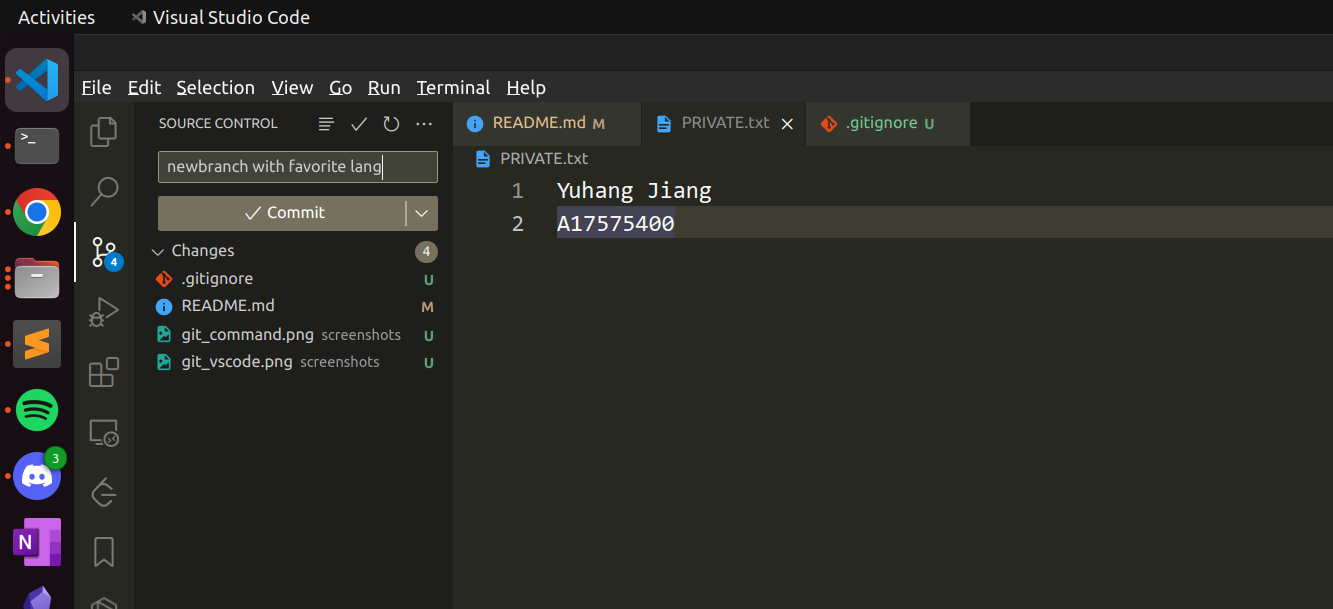 Activities Visual Studio Code
File Edit Selection View Go Run Terminal Help
SOURCE CONTROL
newbranch with favorite lang
Commit
Changes 4
.gitignore U
README.md M
git_command.png screenshots U
git_vscode.png screenshots U
README.md M PRIVATE.txt .gitignore U
PRIVATE.txt
1 Yuhang Jiang
2 A17575400
>_
4
3
N